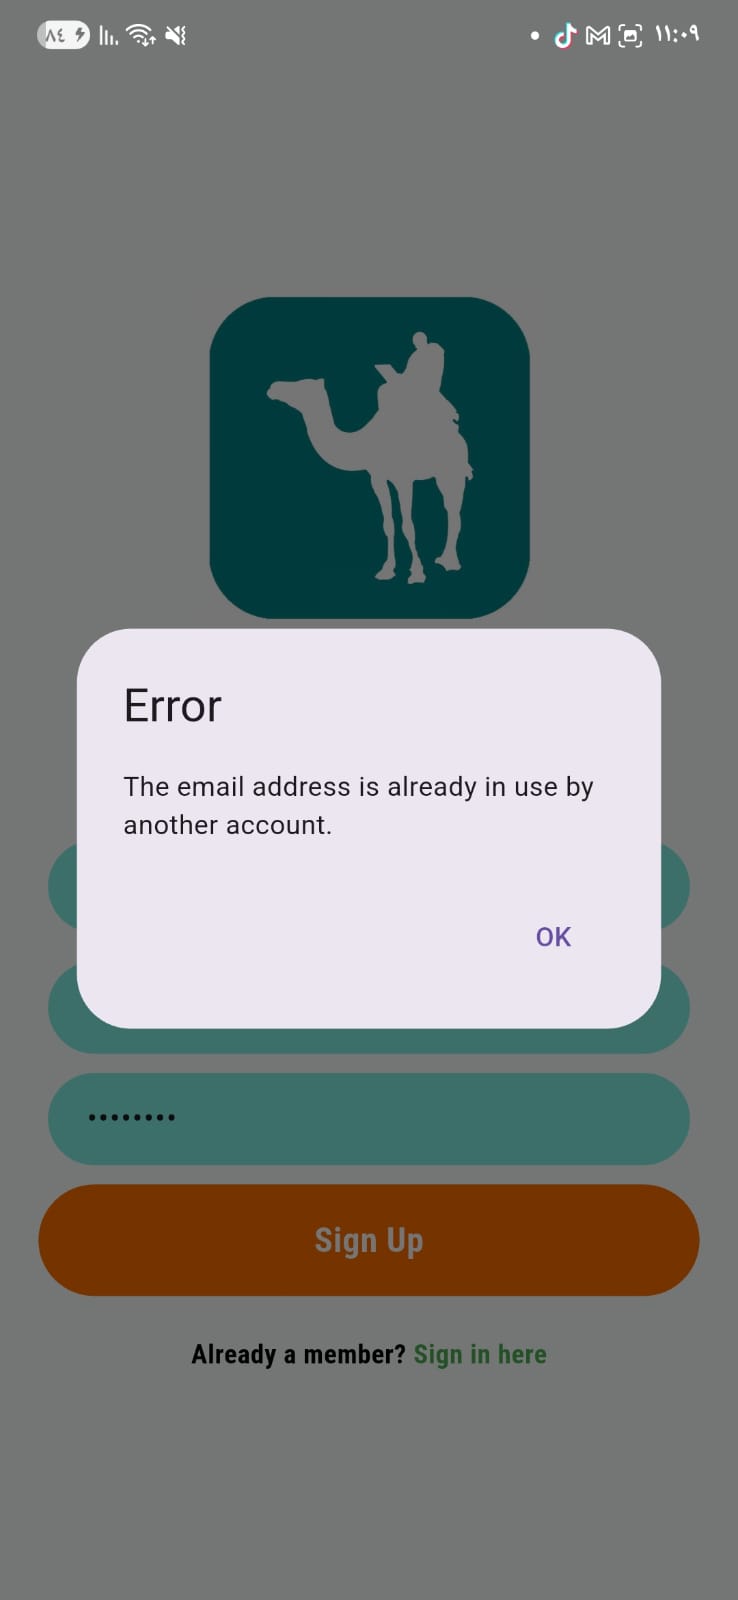 ٨٤
١١:٠٩
Error
The email address is already in use by
another account.
OK
••••••••
Sign Up
Already a member? Sign in here